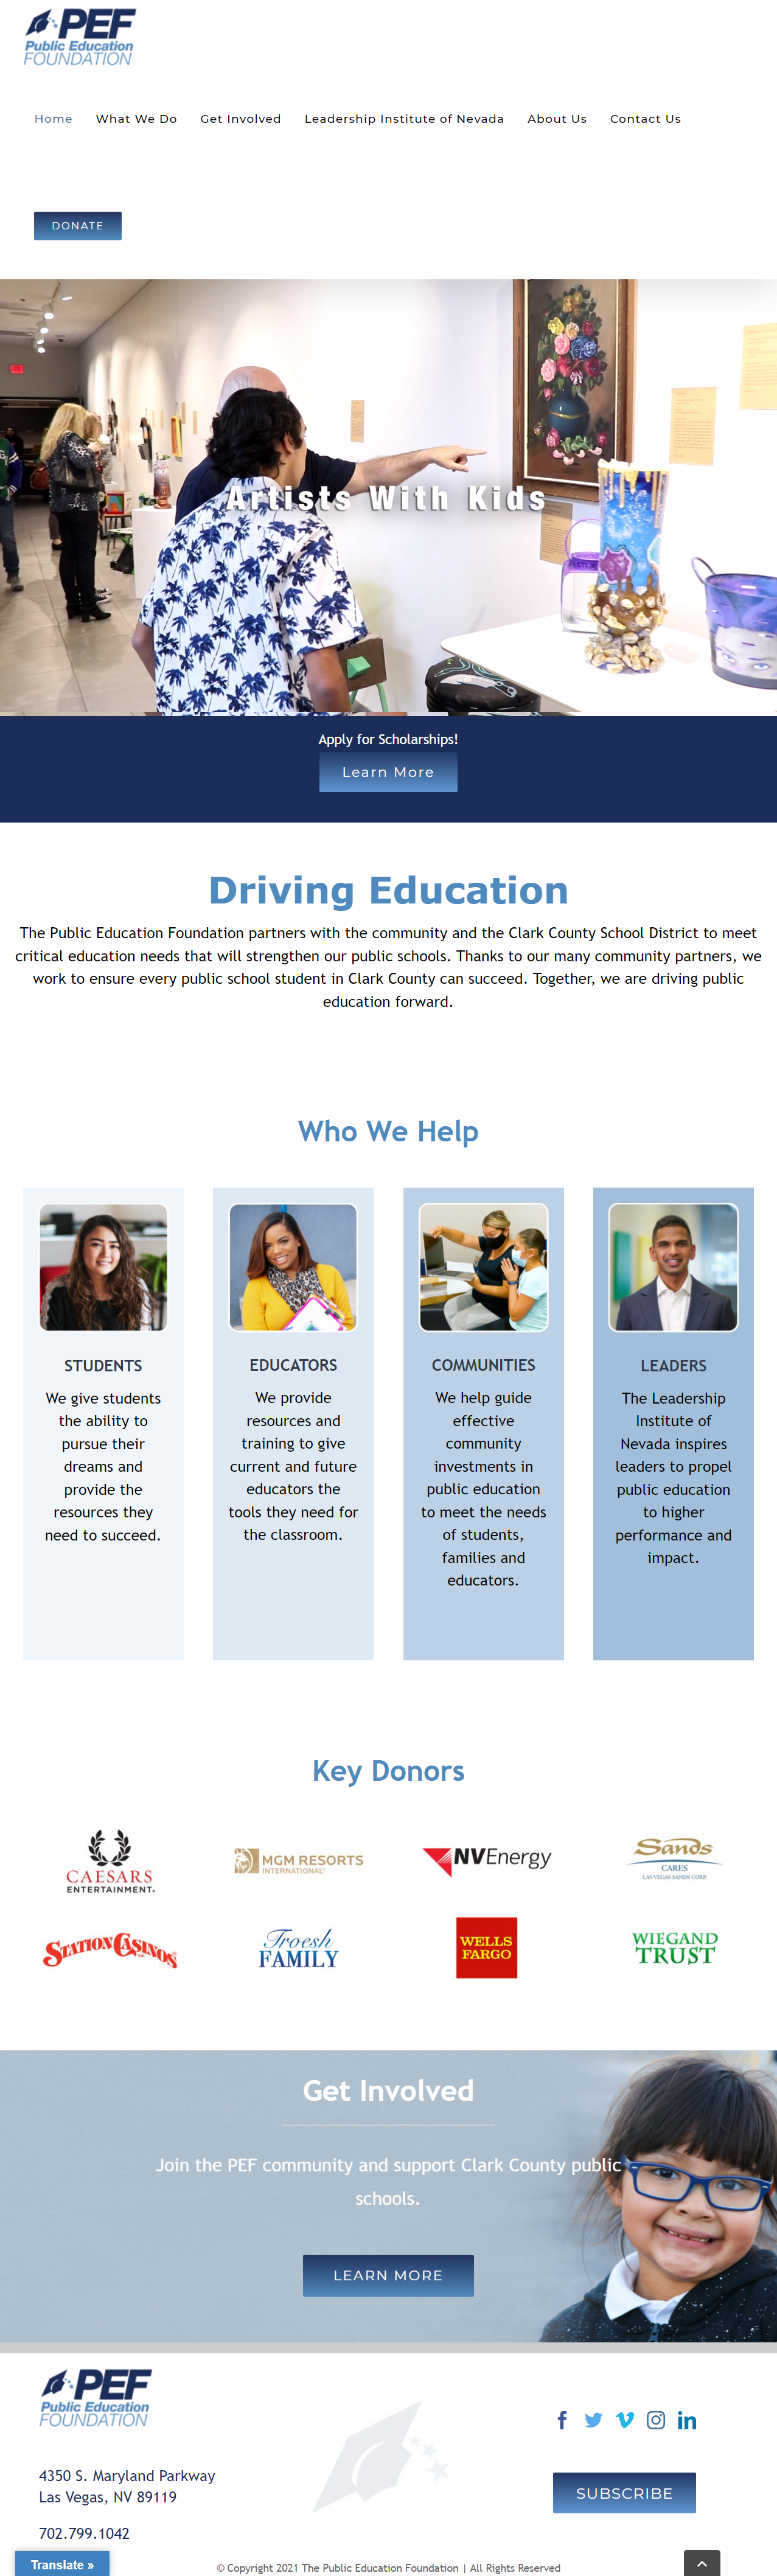 PEF
Public Education
FOUNDATION
Home What We Do Get Involved Leadership Institute of Nevada About Us Contact Us
DONATE
Artists With Kids
Apply for Scholarships!
Learn More
Driving Education
The Public Education Foundation partners with the community and the Clark County School District to meet
critical education needs that will strengthen our public schools. Thanks to our many community partners, we
work to ensure every public school student in Clark County can succeed. Together, we are driving public
education forward.
Who We Help
STUDENTS
We give students
the ability to
pursue their
dreams and
provide the
resources they
need to succeed.
EDUCATORS
We provide
resources and
training to give
current and future
educators the
tools they need for
the classroom.
COMMUNITIES
We help guide
effective
community
investments in
public education
to meet the needs
of students,
families and
educators.
LEADERS
The Leadership
Institute of
Nevada inspires
leaders to propel
public education
to higher
performance and
impact.
Key Donors
CAESARS
ENTERTAINMENT.
MGM RESORTS
INTERNATIONAL
NVEnergy
Sands
CARES
LAS VEGAS SANDS CORP.
STATION CASINOS
Troesh
FAMILY
WELLS
FARGO
WIEGAND
TRUST
Get Involved
Join the PEF community and support Clark County public
schools.
LEARN MORE
PEF
Public Education
FOUNDATION
4350 S. Maryland Parkway
Las Vegas, NV 89119
702.799.1042
SUBSCRIBE
Translate »
© Copyright 2021 The Public Education Foundation | All Rights Reserved